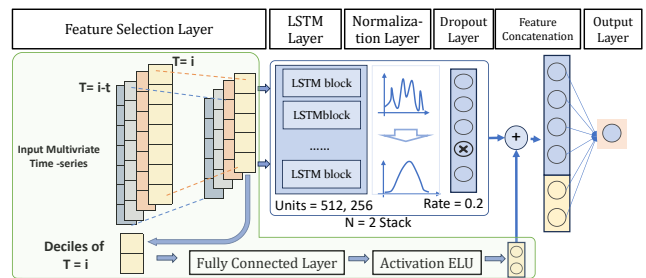 Feature Selection Layer
LSTM
Layer
Normaliza-
tion Layer
Dropout
Layer
Feature
Concatenation
Output
Layer
T= i
T= i-t
Input Multivriate
Time -series
LSTM block
LSTMblock
......
LSTM block
Units = 512, 256
Rate = 0.2
N = 2 Stack
+
Deciles of
T = i
Fully Connected Layer
Activation ELU